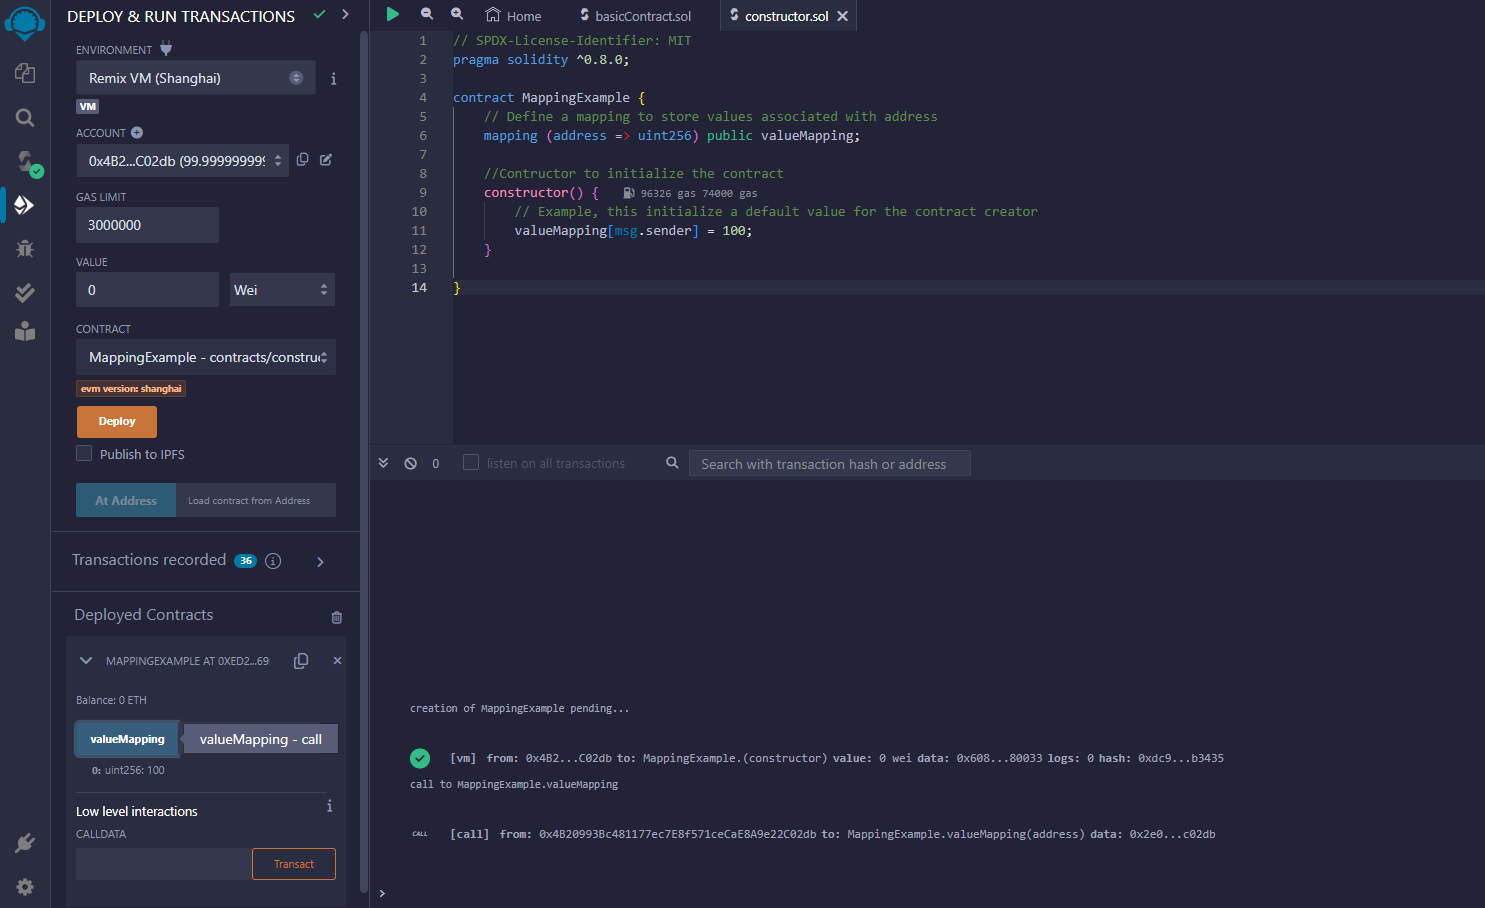 DEPLOY & RUN TRANSACTIONS
ENVIRONMENT
Remix VM (Shanghai)
VM
ACCOUNT
0x4B2...C02db (99.999999999
GAS LIMIT
3000000
VALUE
0
Wei
CONTRACT
MappingExample - contracts/construc
evm version: shanghai
Deploy
Publish to IPFS
At Address
Load contract from Address
Transactions recorded 36
Deployed Contracts
MAPPINGEXAMPLE AT 0XED2...69
Balance: 0 ETH
valueMapping
valueMapping - call
0: uint256: 100
Low level interactions
CALLDATA
Transact
Home
basicContract.sol
constructor.sol
1 // SPDX-License-Identifier: MIT
2 pragma solidity ^0.8.0;
3
4 contract MappingExample {
5 // Define a mapping to store values associated with address
6 mapping (address => uint256) public valueMapping;
7
8 //Contructor to initialize the contract
9 constructor() { 96326 gas 74000 gas
10 // Example, this initialize a default value for the contract creator
11 valueMapping[msg.sender] = 100;
12 }
13
14 }
0
listen on all transactions
Search with transaction hash or address
creation of MappingExample pending...
[vm] from: 0x4B2...C02db to: MappingExample.(constructor) value: 0 wei data: 0x608...80033 logs: 0 hash: 0xdc9...b3435
call to MappingExample.valueMapping
CALL [call] from: 0x4B20993Bc481177ec7E8f571ceCaE8A9e22C02db to: MappingExample.valueMapping(address) data: 0x2e0...c02db
>